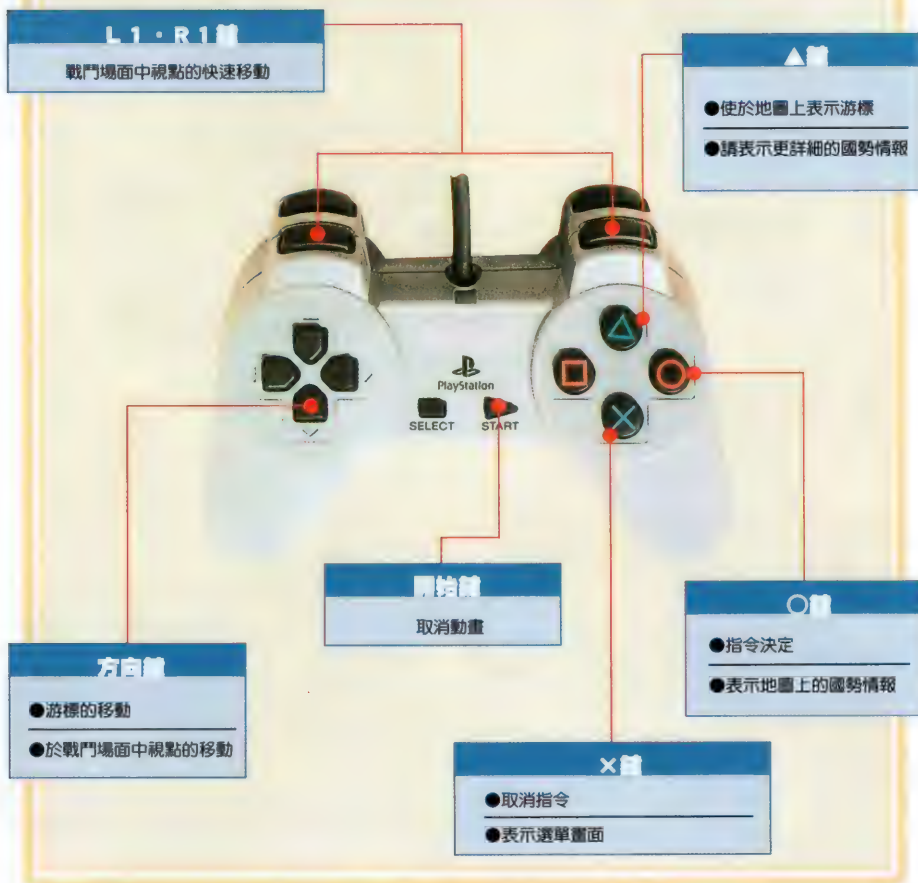 L1・R1鍵
戰鬥場面中視點的快速移動
▲鍵
●使於地圖上表示游標
●請表示更詳細的國勢情報
PlayStation
SELECT
START
開始鍵
取消動畫
○鍵
●指令決定
●表示地圖上的國勢情報
方向鍵
●游標的移動
●於戰鬥場面中視點的移動
×鍵
●取消指令
●表示選單畫面